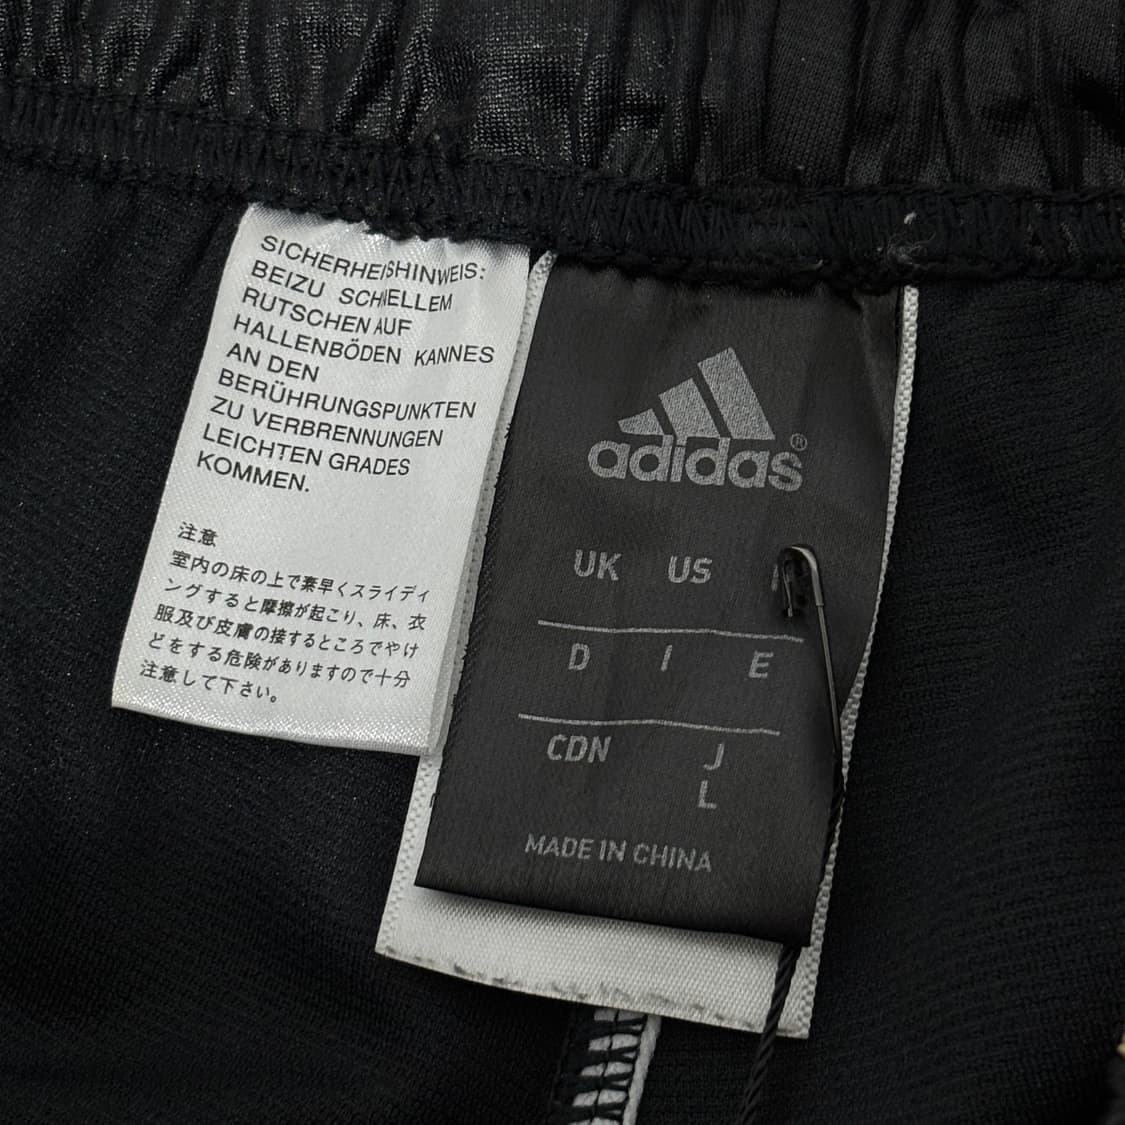 SICHERHEITSHINWEIS:
BEI ZU SCHNELLEM
RUTSCHEN AUF
HALLENBÖDEN KANN ES
AN DEN
BERÜHRUNGSPUNKTEN
ZU VERBRENNUNGEN
LEICHTEN GRADES
KOMMEN.
注意
室内の床の上で素早くスライディ
ングすると摩擦が起こり、床、衣
服及び皮膚の接するところでやけ
どをする危険がありますので十分
注意して下さい。
adidas®
UK US
D I E
CDN J
L
MADE IN CHINA